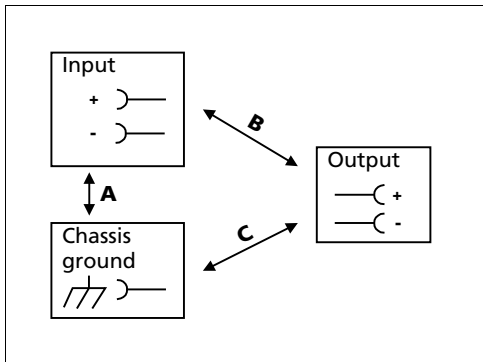 Input
+
-
B
Output
+
-
A
Chassis
ground
C